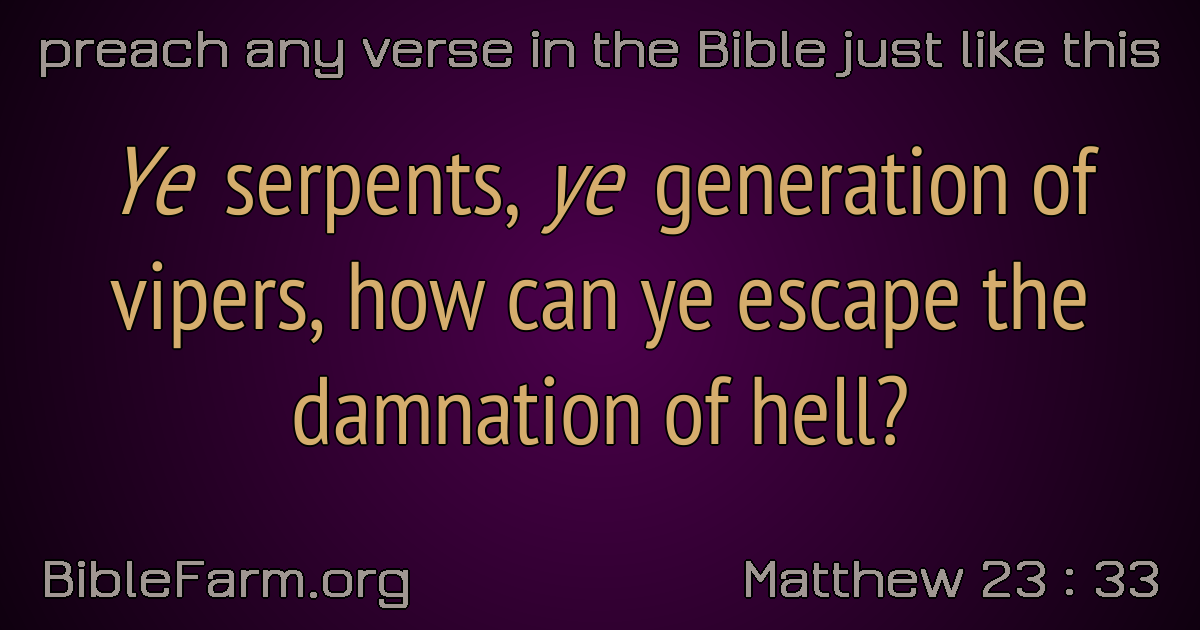 preach any verse in the Bible just like this
Ye serpents, ye generation of
vipers, how can ye escape the
damnation of hell?
BibleFarm.org
Matthew 23 : 33